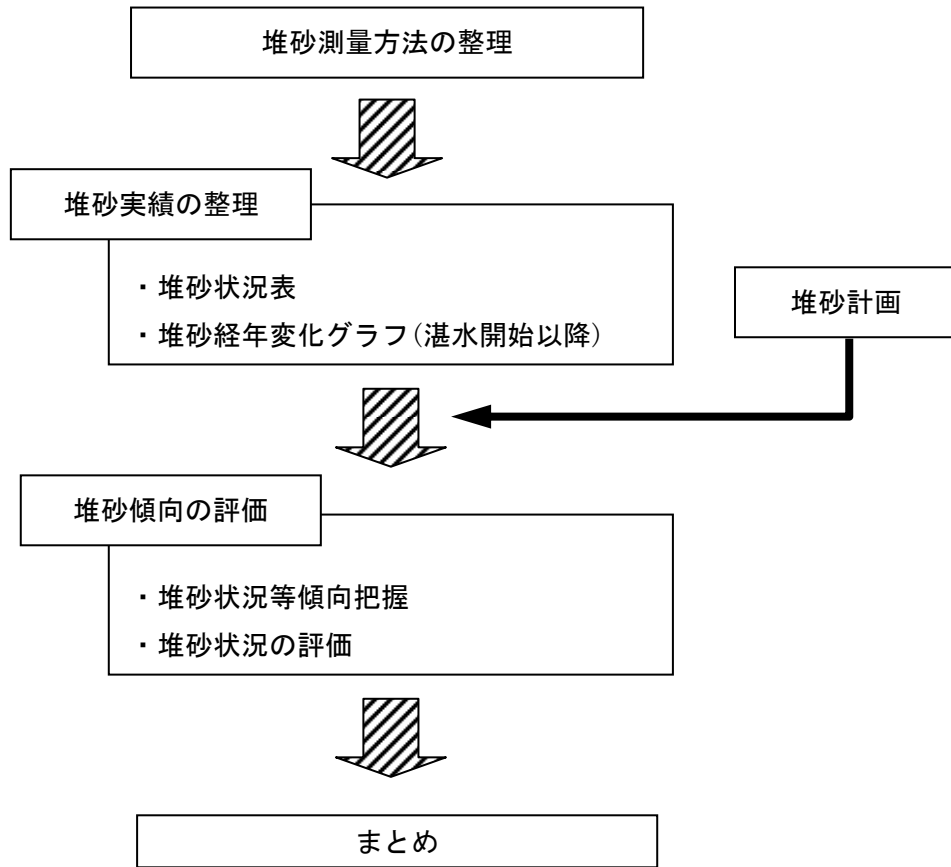 堆砂測量方法の整理
堆砂実績の整理
・堆砂状況表
・堆砂経年変化グラフ(湛水開始以降)
堆砂計画
堆砂傾向の評価
・堆砂状況等傾向把握
・堆砂状況の評価
まとめ